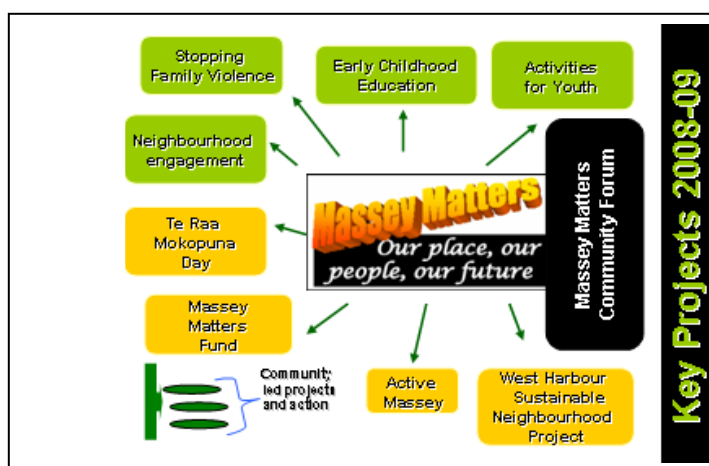 Stopping
Family Violence
Early Childhood
Education
Activities
for Youth
Neighbourhood
engagement
Te Raa
Mokopuna
Day
Massey
Matters
Fund
Community
led projects
and action
Active
Massey
West Harbour
Sustainable
Neighbourhood
Project
Massey Matters
Our place, our
people, our future
Massey Matters
Community Forum
Key Projects 2008-09